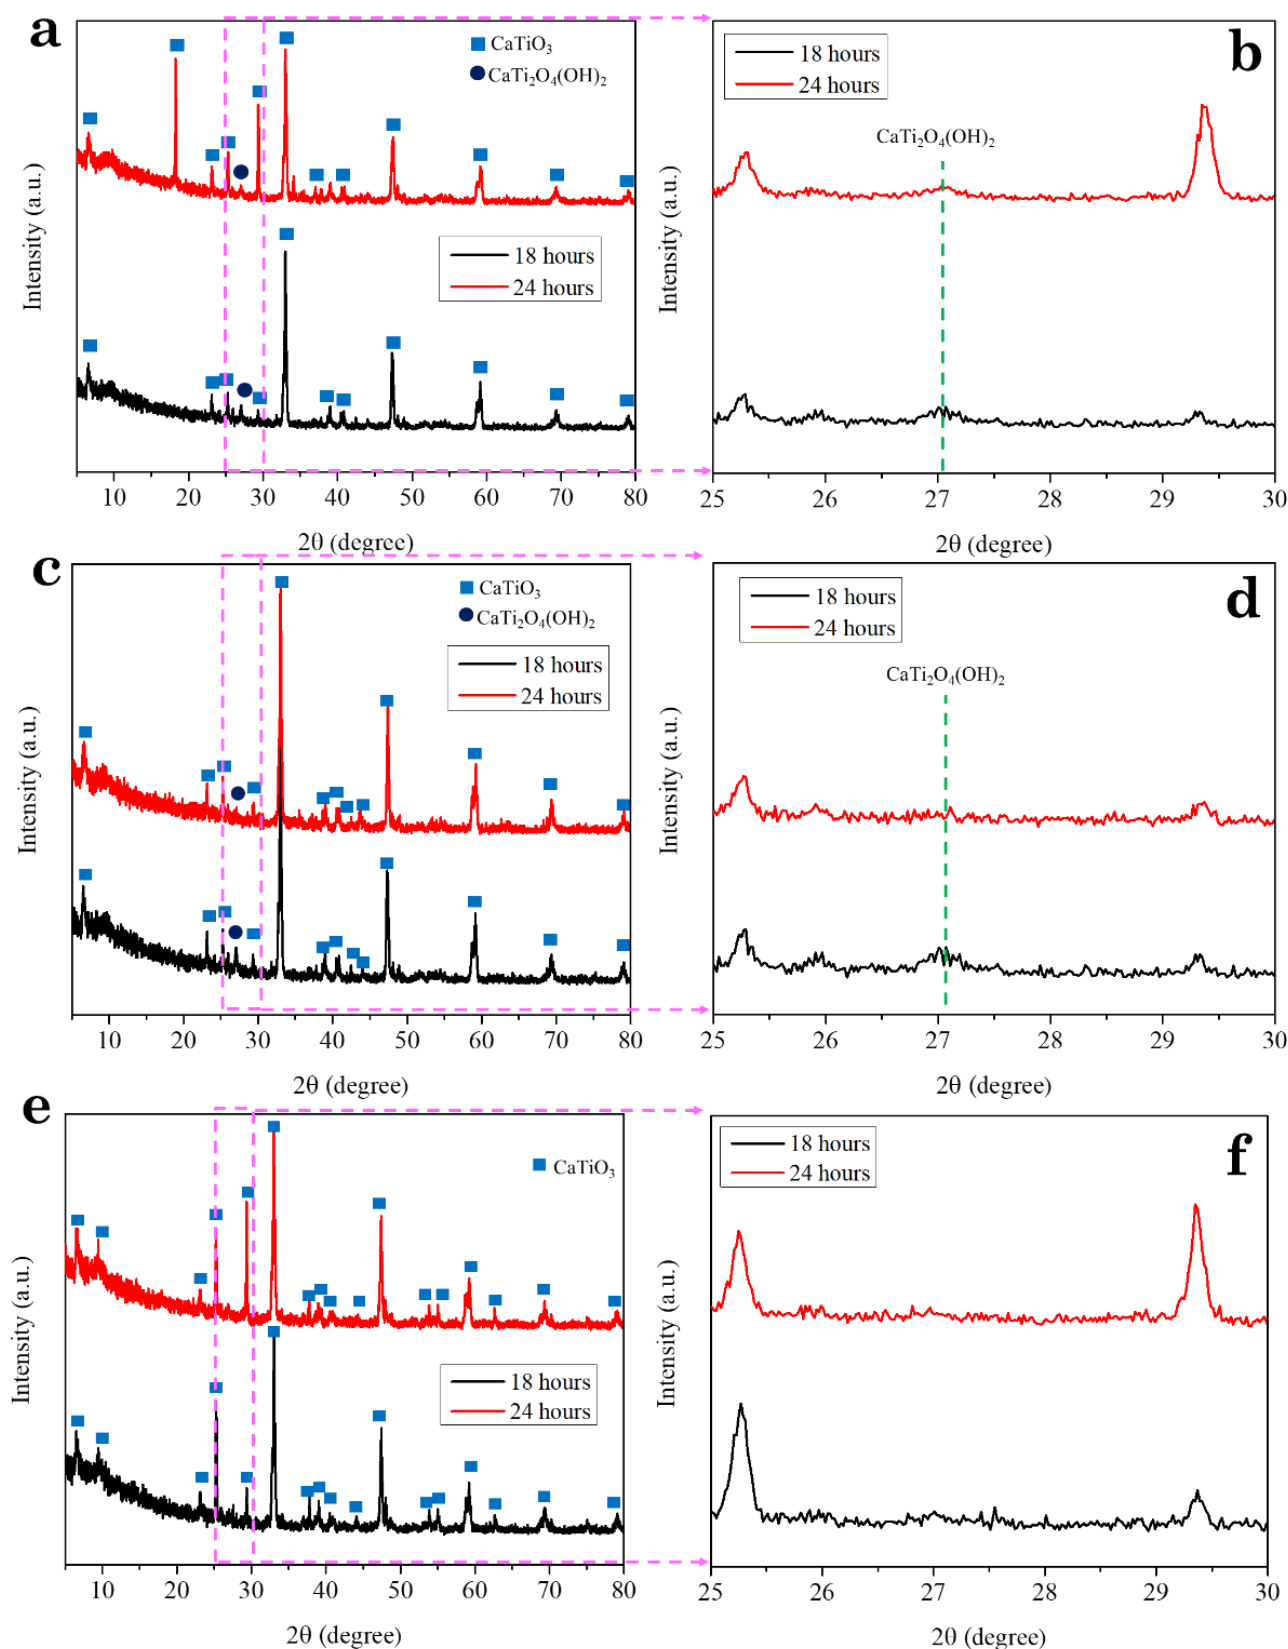 a
CaTiO3
CaTi2O4(OH)2
18 hours
24 hours
Intensity (a.u.)
10 20 30 40 50 60 70 80
2θ (degree)
b
18 hours
24 hours
CaTi2O4(OH)2
Intensity (a.u.)
25 26 27 28 29 30
2θ (degree)
c
CaTiO3
CaTi2O4(OH)2
18 hours
24 hours
Intensity (a.u.)
10 20 30 40 50 60 70 80
2θ (degree)
d
18 hours
24 hours
CaTi2O4(OH)2
Intensity (a.u.)
25 26 27 28 29 30
2θ (degree)
e
CaTiO3
18 hours
24 hours
Intensity (a.u.)
10 20 30 40 50 60 70 80
2θ (degree)
f
18 hours
24 hours
Intensity (a.u.)
25 26 27 28 29 30
2θ (degree)